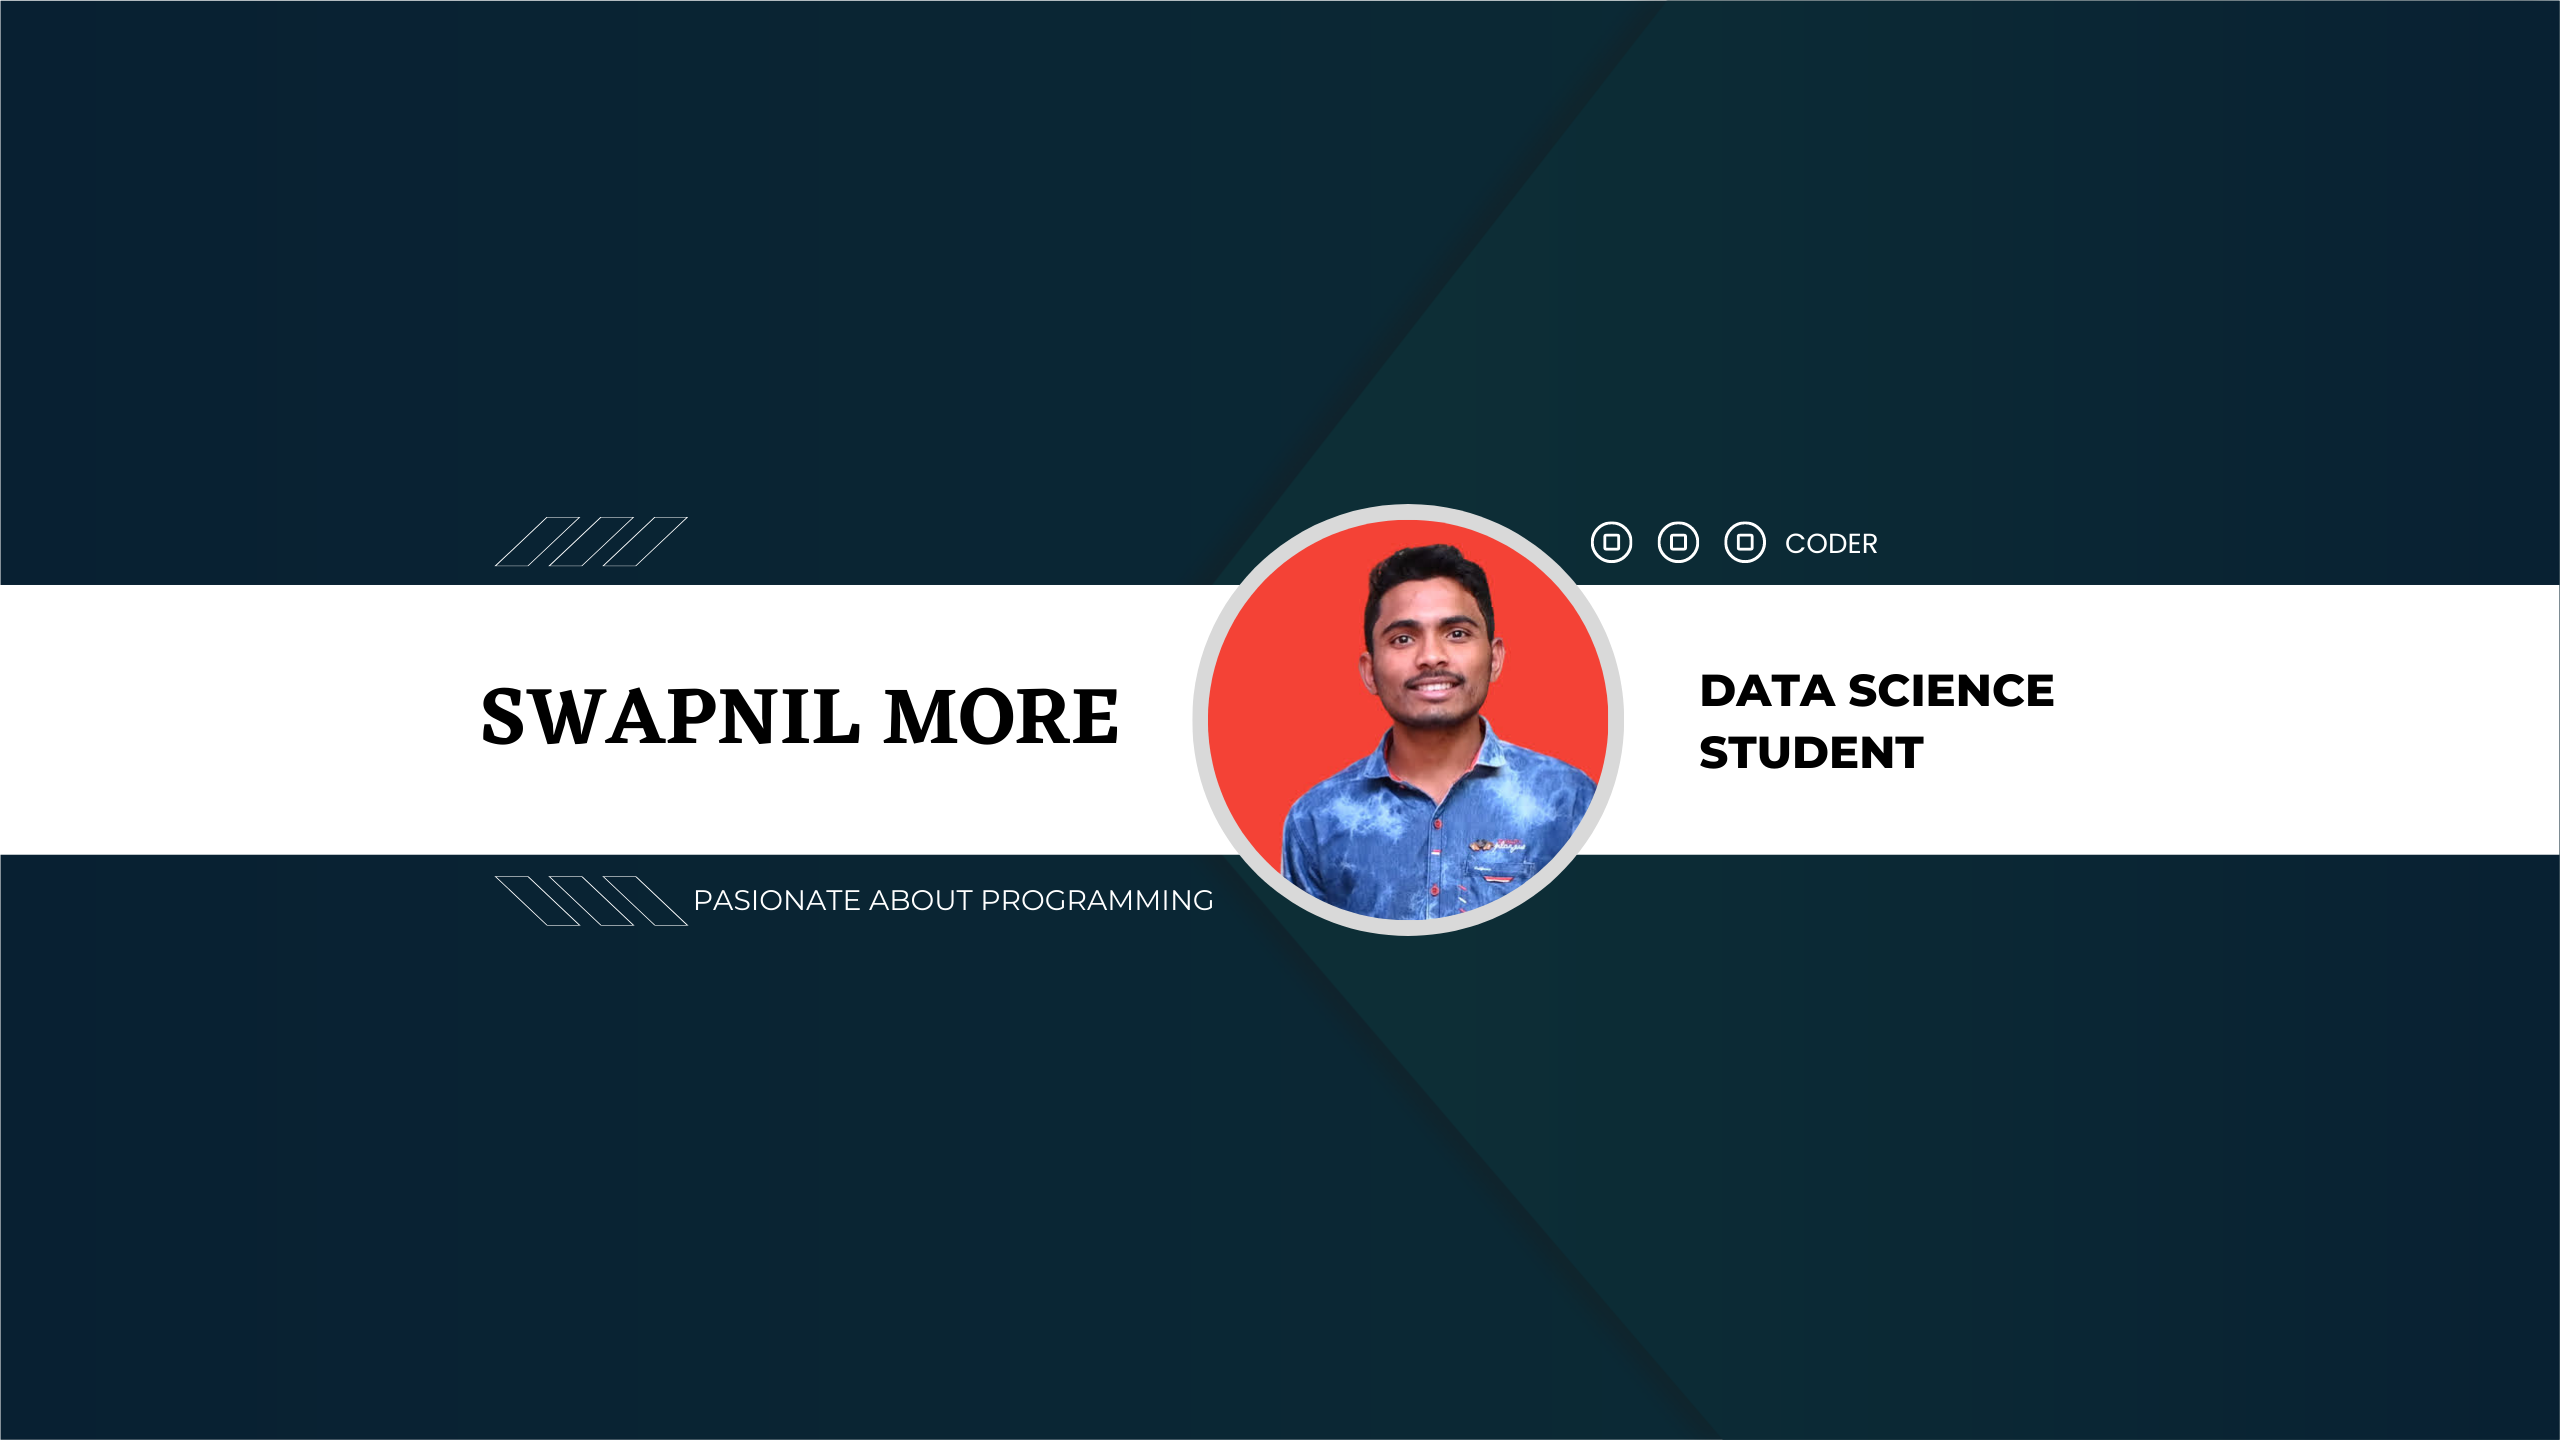 CODER
SWAPNIL MORE
DATA SCIENCE
STUDENT
PASIONATE ABOUT PROGRAMMING